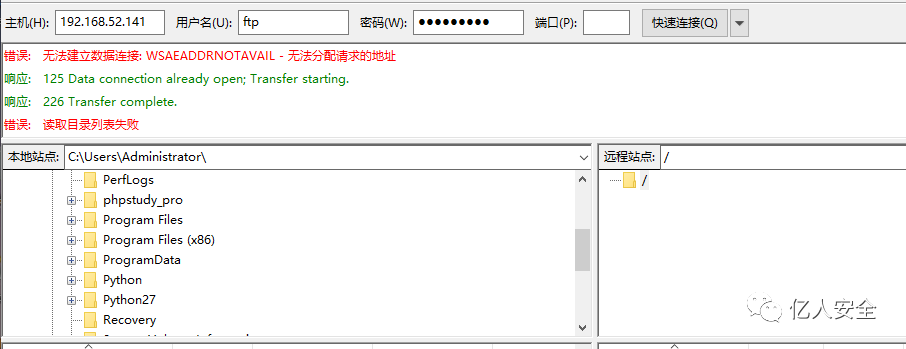 主机(H): 192.168.52.141 用户名(U): ftp 密码(W): ●●●●●●●●● 端口(P): 快速连接(Q)
错误: 无法建立数据连接: WSAEADDRNOTAVAIL - 无法分配请求的地址
响应: 125 Data connection already open; Transfer starting.
响应: 226 Transfer complete.
错误: 读取目录列表失败
本地站点: C:\Users\Administrator\ 远程站点: /
PerfLogs /
phpstudy_pro
Program Files
Program Files (x86)
ProgramData
Python
Python27
Recovery
亿人安全